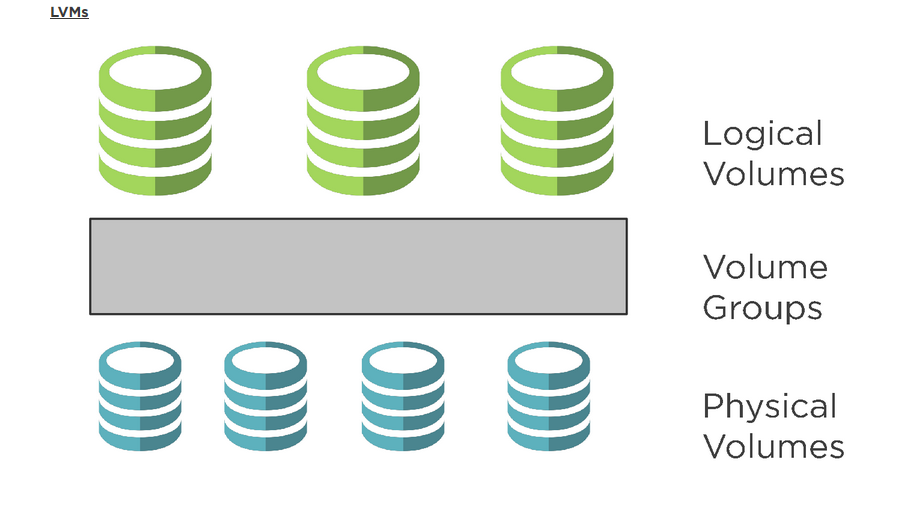 LVMs
Logical
Volumes
Volume
Groups
Physical
Volumes